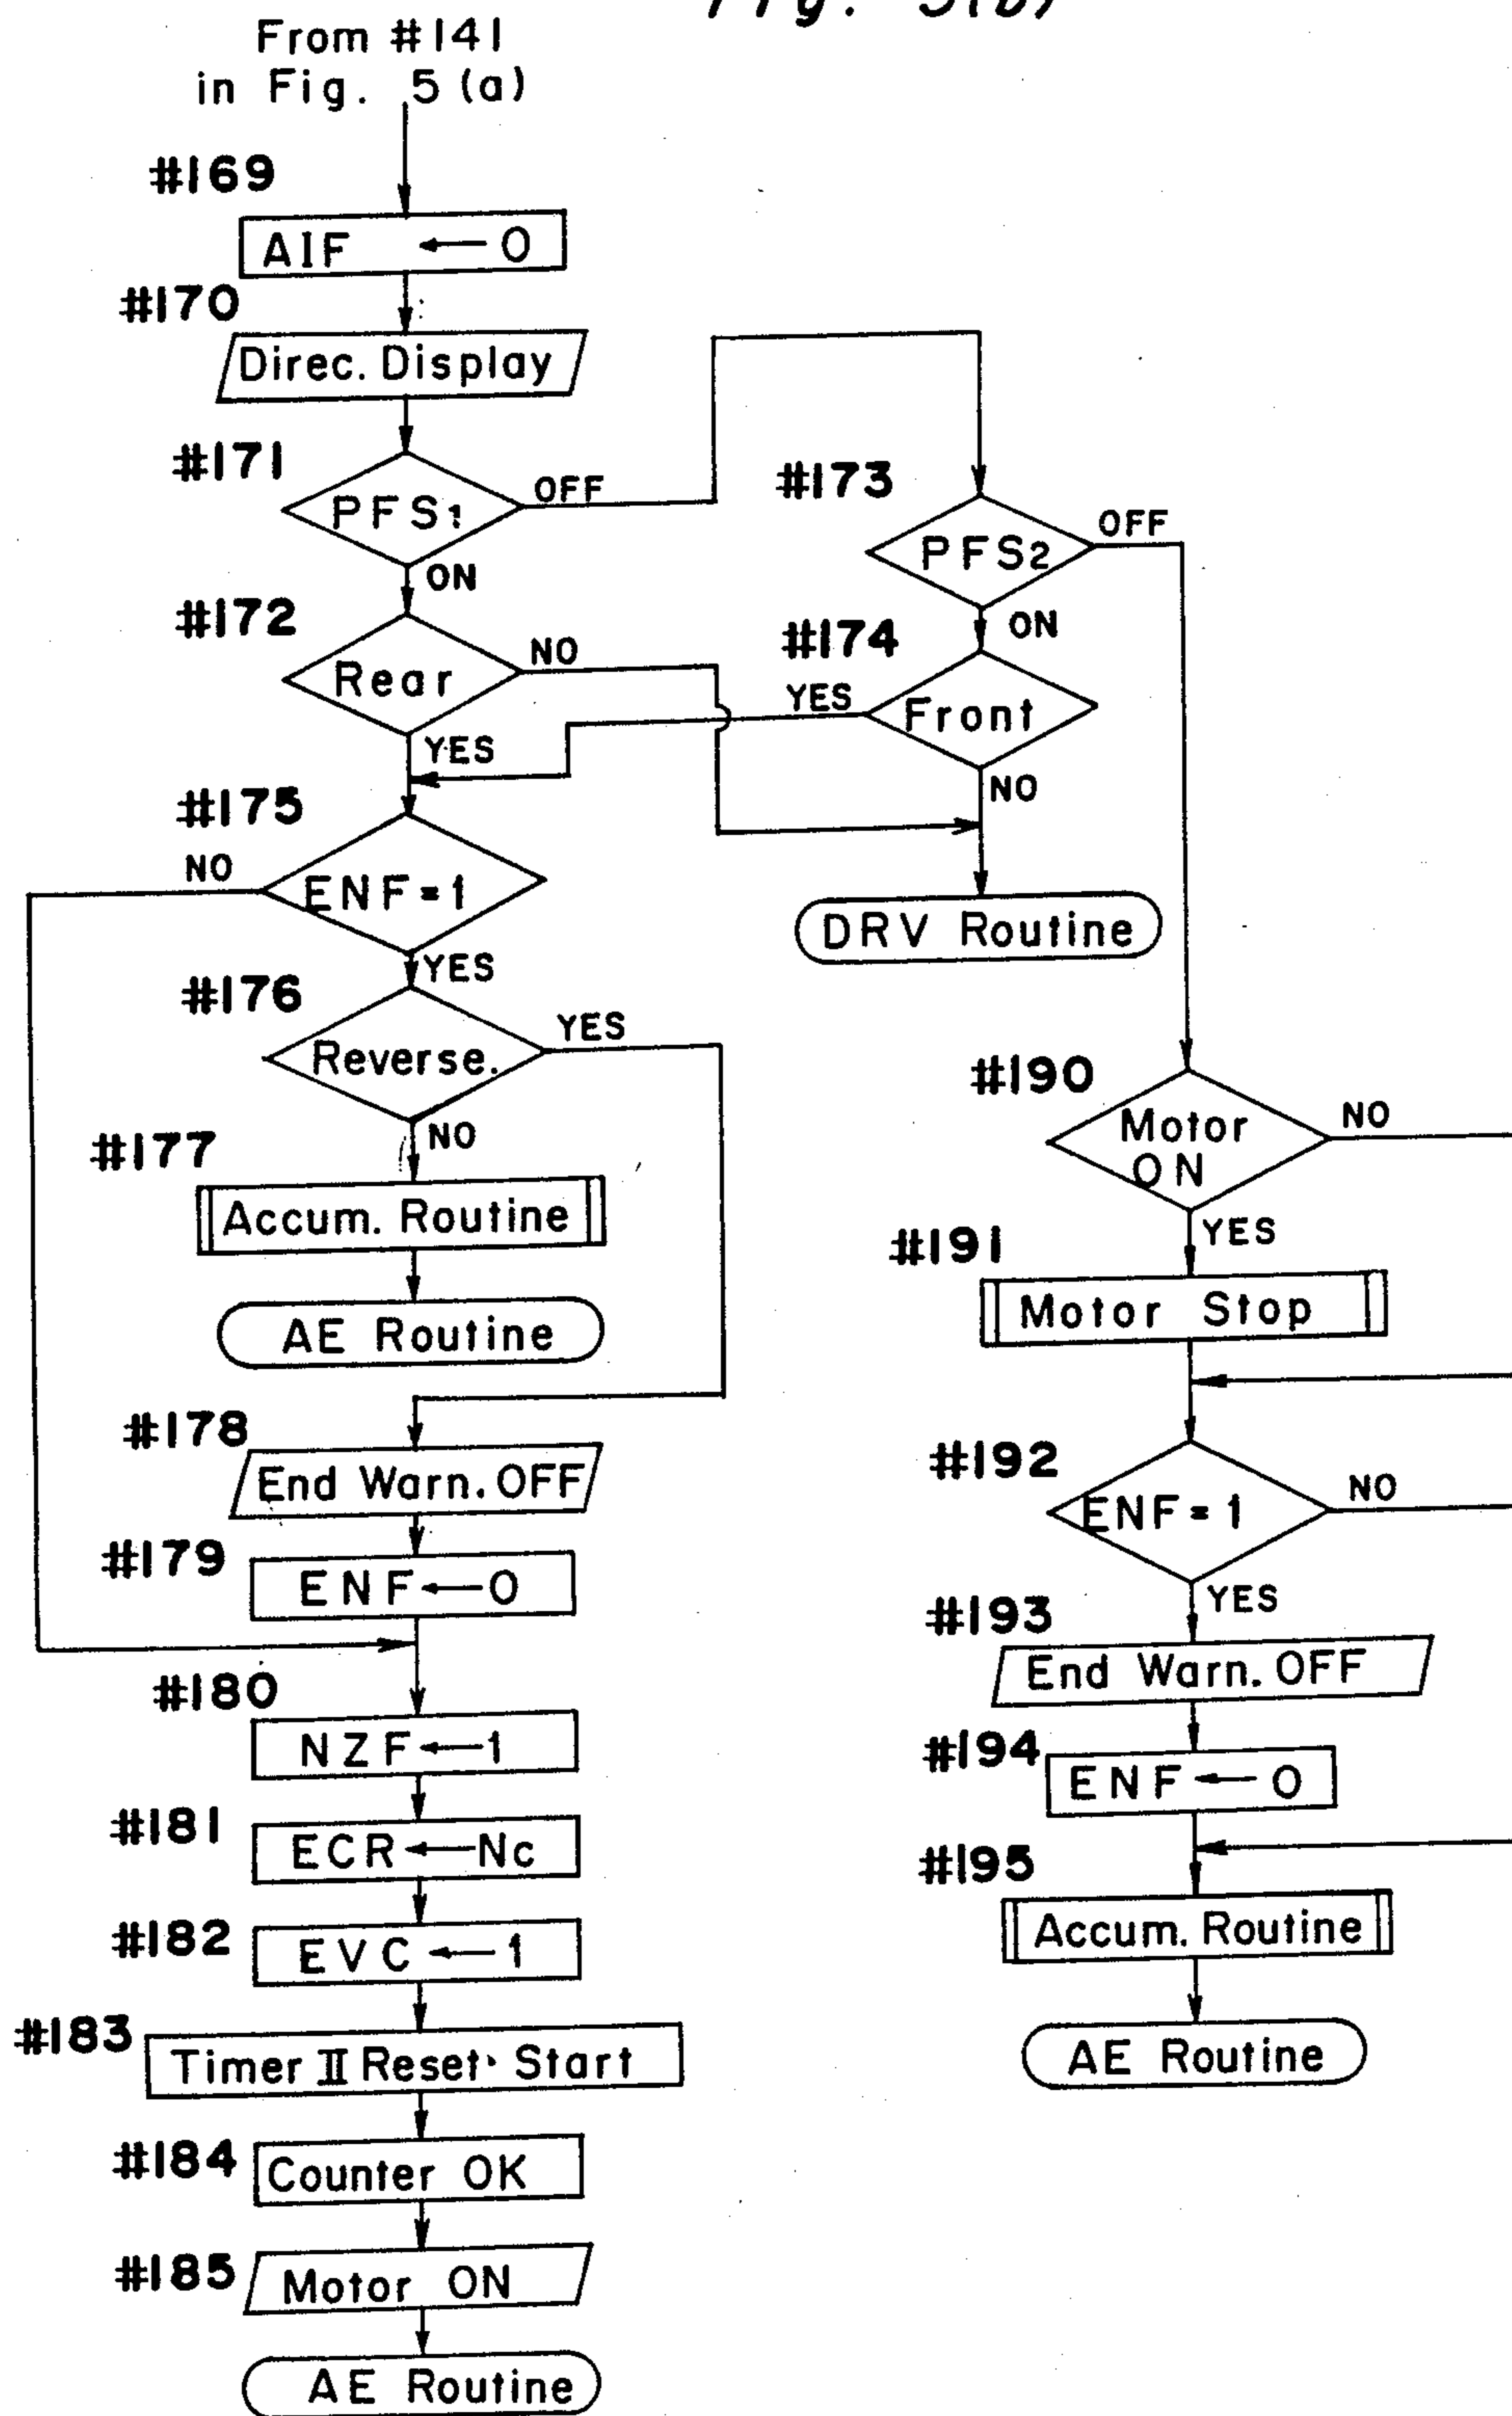 Fig. 5(b)
From #141
in Fig. 5 (a)
#169
AIF ← 0
#170
Direc. Display
#171
PFS1
OFF
ON
#172
Rear
NO
YES
#173
PFS2
OFF
ON
#174
Front
YES
NO
DRV Routine
#175
ENF = 1
NO
YES
#176
Reverse.
YES
NO
#177
Accum. Routine
AE Routine
#178
End Warn. OFF
#179
ENF ← 0
#180
NZF ← 1
#181
ECR ← Nc
#182
EVC ← 1
#183
Timer II Reset · Start
#184
Counter OK
#185
Motor ON
AE Routine
#190
Motor
ON
NO
YES
#191
Motor Stop
#192
ENF = 1
NO
YES
#193
End Warn. OFF
#194
ENF ← 0
#195
Accum. Routine
AE Routine